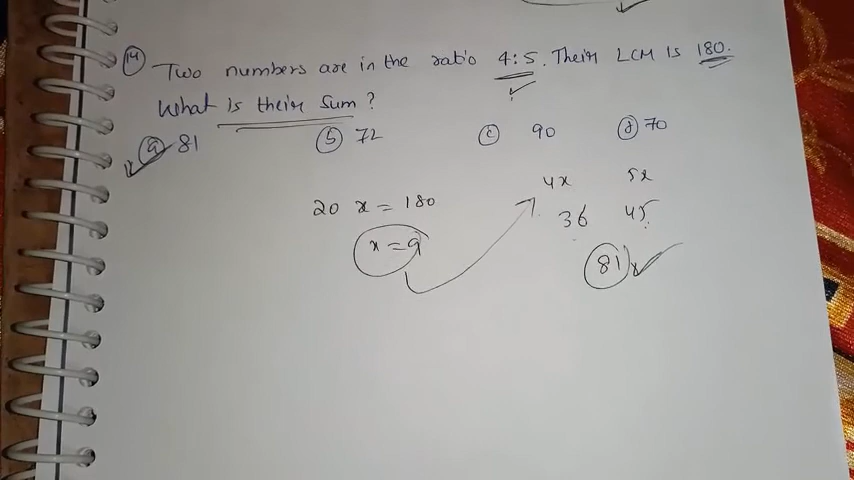 14 Two numbers are in the ratio 4:5. Their LCM is 180.
What is their sum?
a 81 b 72 c 90 d 70
4x 5x
20 x = 180
36 45
x = 9
81